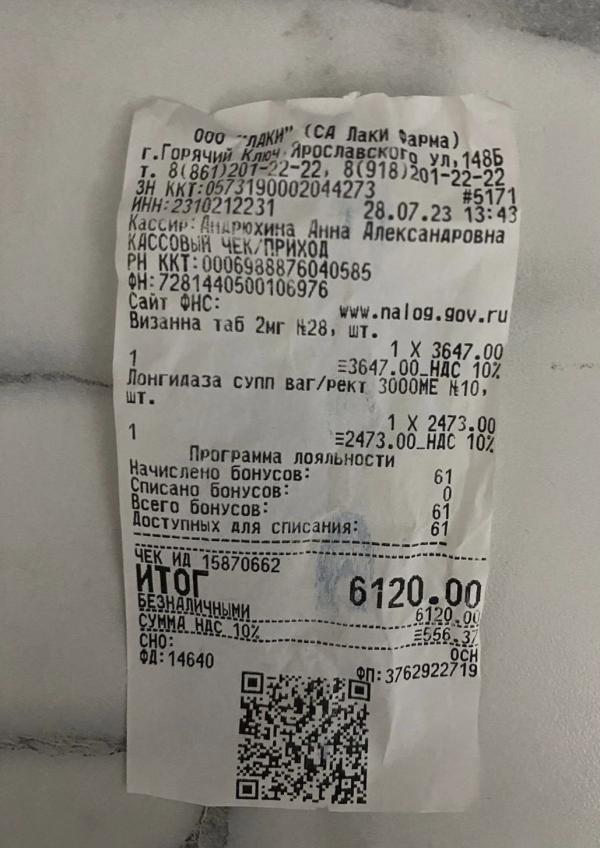 ООО "ЛАКИ" (СА Лаки Фарма)
г.Горячий Ключ Ярославского ул,148Б
т. 8(861)201-22-22, 8(918)201-22-22
ЗН ККТ:0573190002044273 #5171
ИНН:2310212231 28.07.23 13:43
Кассир: Андрюхина Анна Александровна
КАССОВЫЙ ЧЕК/ПРИХОД
РН ККТ:0006988876040585
ФН:7281440500106976
Сайт ФНС: www.nalog.gov.ru
Визанна таб 2мг №28, шт.
1 X 3647.00
1 ≡3647.00_НДС 10%
Лонгидаза супп ваг/рект 3000МЕ №10,
шт.
1 X 2473.00
1 ≡2473.00_НДС 10%
Программа лояльности
Начислено бонусов: 61
Списано бонусов: 0
Всего бонусов: 61
Доступных для списания: 61
ЧЕК ИД 15870662
ИТОГ 6120.00
БЕЗНАЛИЧНЫМИ 6120.00
СУММА НДС 10% ≡556.37
СНО: ОСН
ФД:14640 ФП:3762922719